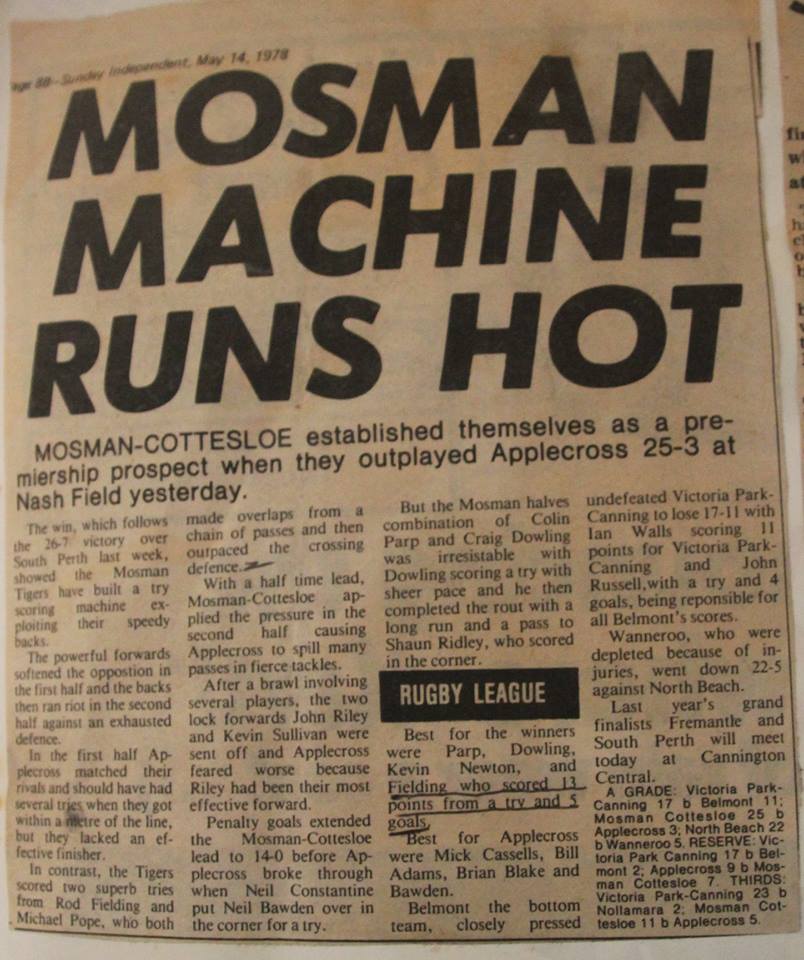 age 88—Sunday Independent, May 14, 1978
MOSMAN
MACHINE
RUNS HOT
MOSMAN-COTTESLOE established themselves as a pre-
miership prospect when they outplayed Applecross 25-3 at
Nash Field yesterday.
The win, which follows
the 26-7 victory over
South Perth last week,
showed the Mosman
Tigers have built a try
scoring machine ex-
ploiting their speedy
backs.
The powerful forwards
softened the oppostion in
the first half and the backs
then ran riot in the second
half against an exhausted
defence.
In the first half Ap-
plecross matched their
rivals and should have had
several tries when they got
within a metre of the line,
but they lacked an ef-
fective finisher.
In contrast, the Tigers
scored two superb tries
from Rod Fielding and
Michael Pope, who both
made overlaps from a
chain of passes and then
outpaced the crossing
defence.
With a half time lead,
Mosman-Cottesloe ap-
plied the pressure in the
second half causing
Applecross to spill many
passes in fierce tackles.
After a brawl involving
several players, the two
lock forwards John Riley
and Kevin Sullivan were
sent off and Applecross
feared worse because
Riley had been their most
effective forward.
Penalty goals extended
the Mosman-Cottesloe
lead to 14-0 before Ap-
plecross broke through
when Neil Constantine
put Neil Bawden over in
the corner for a try.
But the Mosman halves
combination of Colin
Parp and Craig Dowling
was irresistable with
Dowling scoring a try with
sheer pace and he then
completed the rout with a
long run and a pass to
Shaun Ridley, who scored
in the corner.
RUGBY LEAGUE
Best for the winners
were Parp, Dowling,
Kevin Newton, and
Fielding who scored 13
points from a try and 5
goals.
Best for Applecross
were Mick Cassells, Bill
Adams, Brian Blake and
Bawden.
Belmont the bottom
team, closely pressed
undefeated Victoria Park-
Canning to lose 17-11 with
Ian Walls scoring 11
points for Victoria Park-
Canning and John
Russell, with a try and 4
goals, being reponsible for
all Belmont's scores.
Wanneroo, who were
depleted because of in-
juries, went down 22-5
against North Beach.
Last year's grand
finalists Fremantle and
South Perth will meet
today at Cannington
Central.
A GRADE: Victoria Park-
Canning 17 b Belmont 11;
Mosman Cottesloe 25 b
Applecross 3; North Beach 22
b Wanneroo 5. RESERVE: Vic-
toria Park Canning 17 b Bel-
mont 2; Applecross 9 b Mos-
man Cottesloe 7. THIRDS:
Victoria Park-Canning 23 b
Nollamara 2; Mosman Cot-
tesloe 11 b Applecross 5.